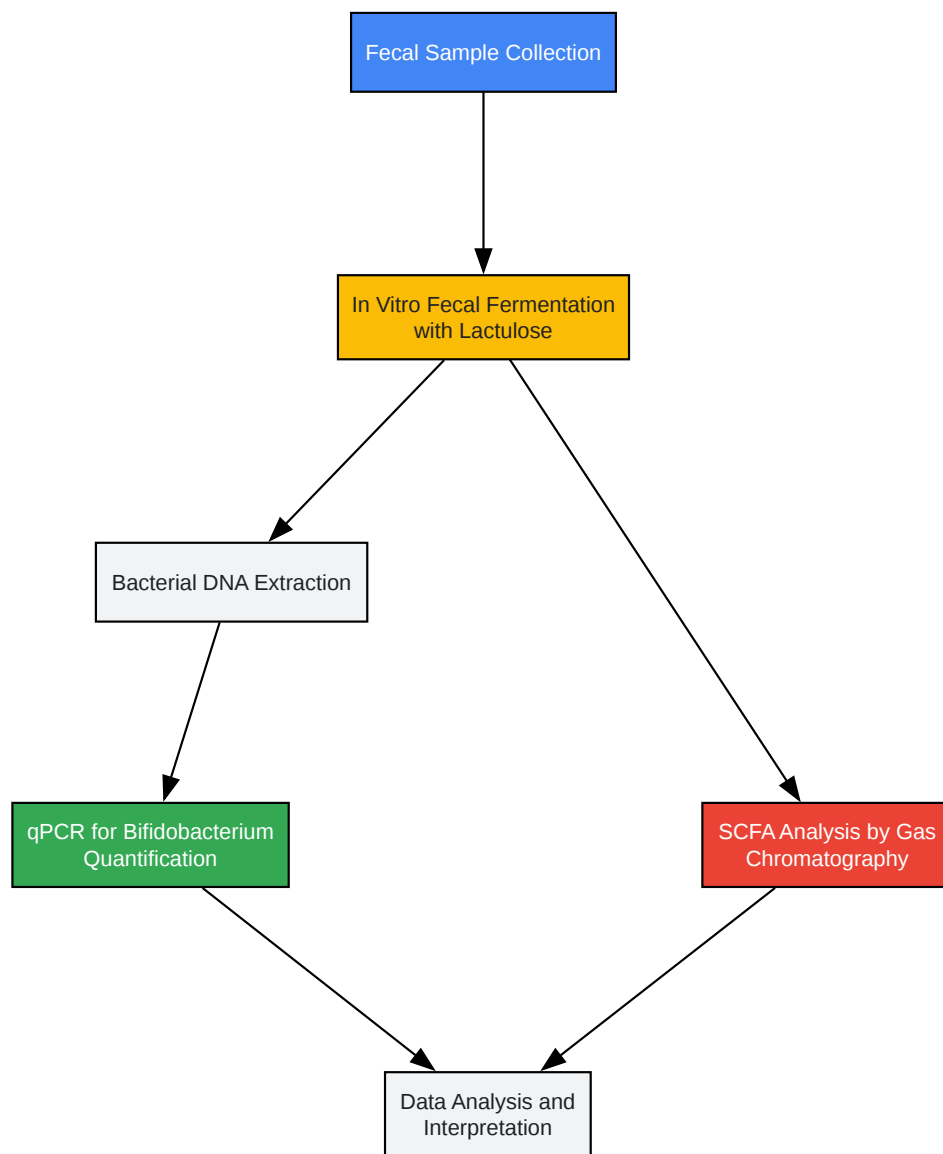 Fecal Sample Collection
In Vitro Fecal Fermentation
with Lactulose
Bacterial DNA Extraction
qPCR for Bifidobacterium
Quantification
SCFA Analysis by Gas
Chromatography
Data Analysis and
Interpretation